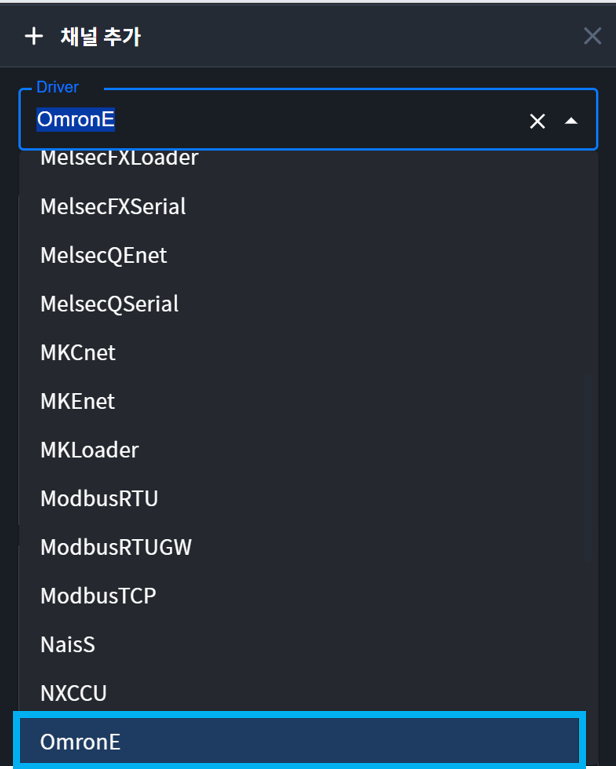 채널 추가
Driver
OmronE
MelsecFXLoader
MelsecFXSerial
MelsecQEnet
MelsecQSerial
MKCnet
MKEnet
MKLoader
ModbusRTU
ModbusRTUGW
ModbusTCP
NaisS
NXCCU
OmronE